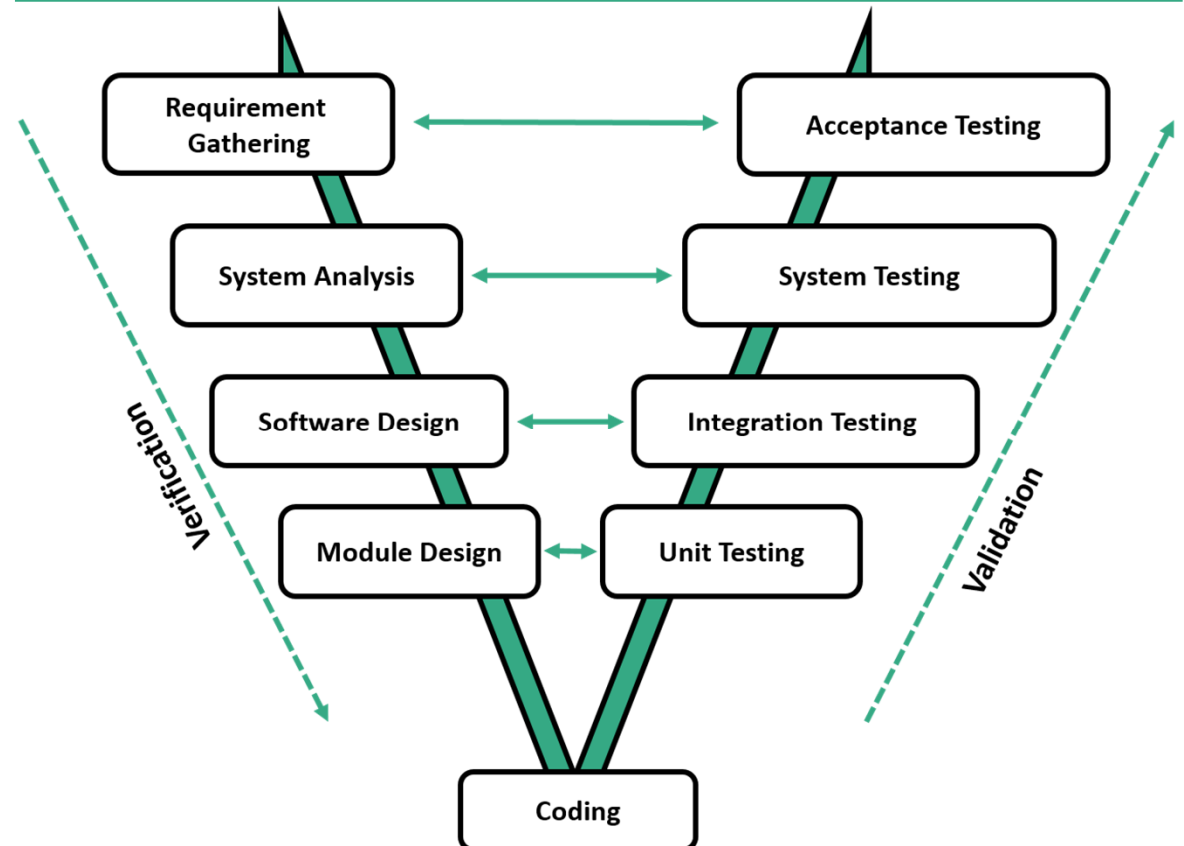 Requirement
Gathering
Acceptance Testing
System Analysis
System Testing
Software Design
Integration Testing
Verification
Validation
Module Design
Unit Testing
Coding